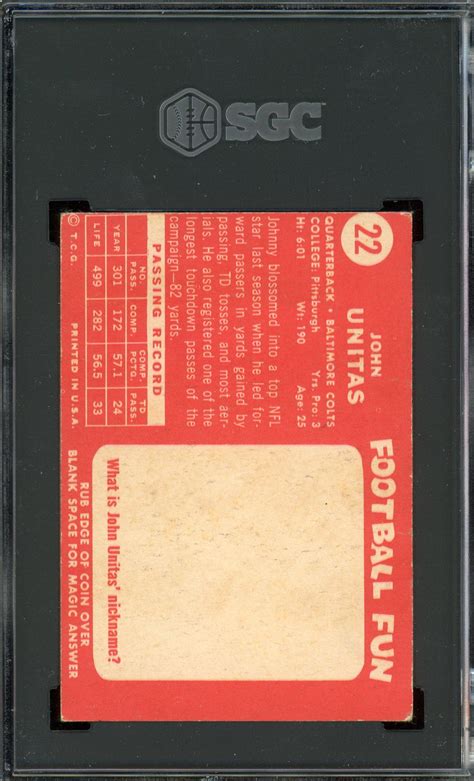 SGC
22
JOHN
UNITAS
QUARTERBACK • BALTIMORE COLTS
COLLEGE: Pittsburgh Yrs. Pro: 3
Ht: 6:01 Wt: 190 Age: 25
Johnny blossomed into a top NFL
star last season when he led for-
ward passers in yards gained by
passing, TD tosses, and most aer-
ials. He also registered one of the
longest touchdown passes of the
campaign—82 yards.
PASSING RECORD
NO. PASS. COMP. COMP. PCTG. TD PASS.
YEAR 301 172 57.1 24
LIFE 499 282 56.5 33
© T.C.G. PRINTED IN U.S.A.
FOOTBALL FUN
What is John Unitas' nickname?
RUB EDGE OF COIN OVER
BLANK SPACE FOR MAGIC ANSWER